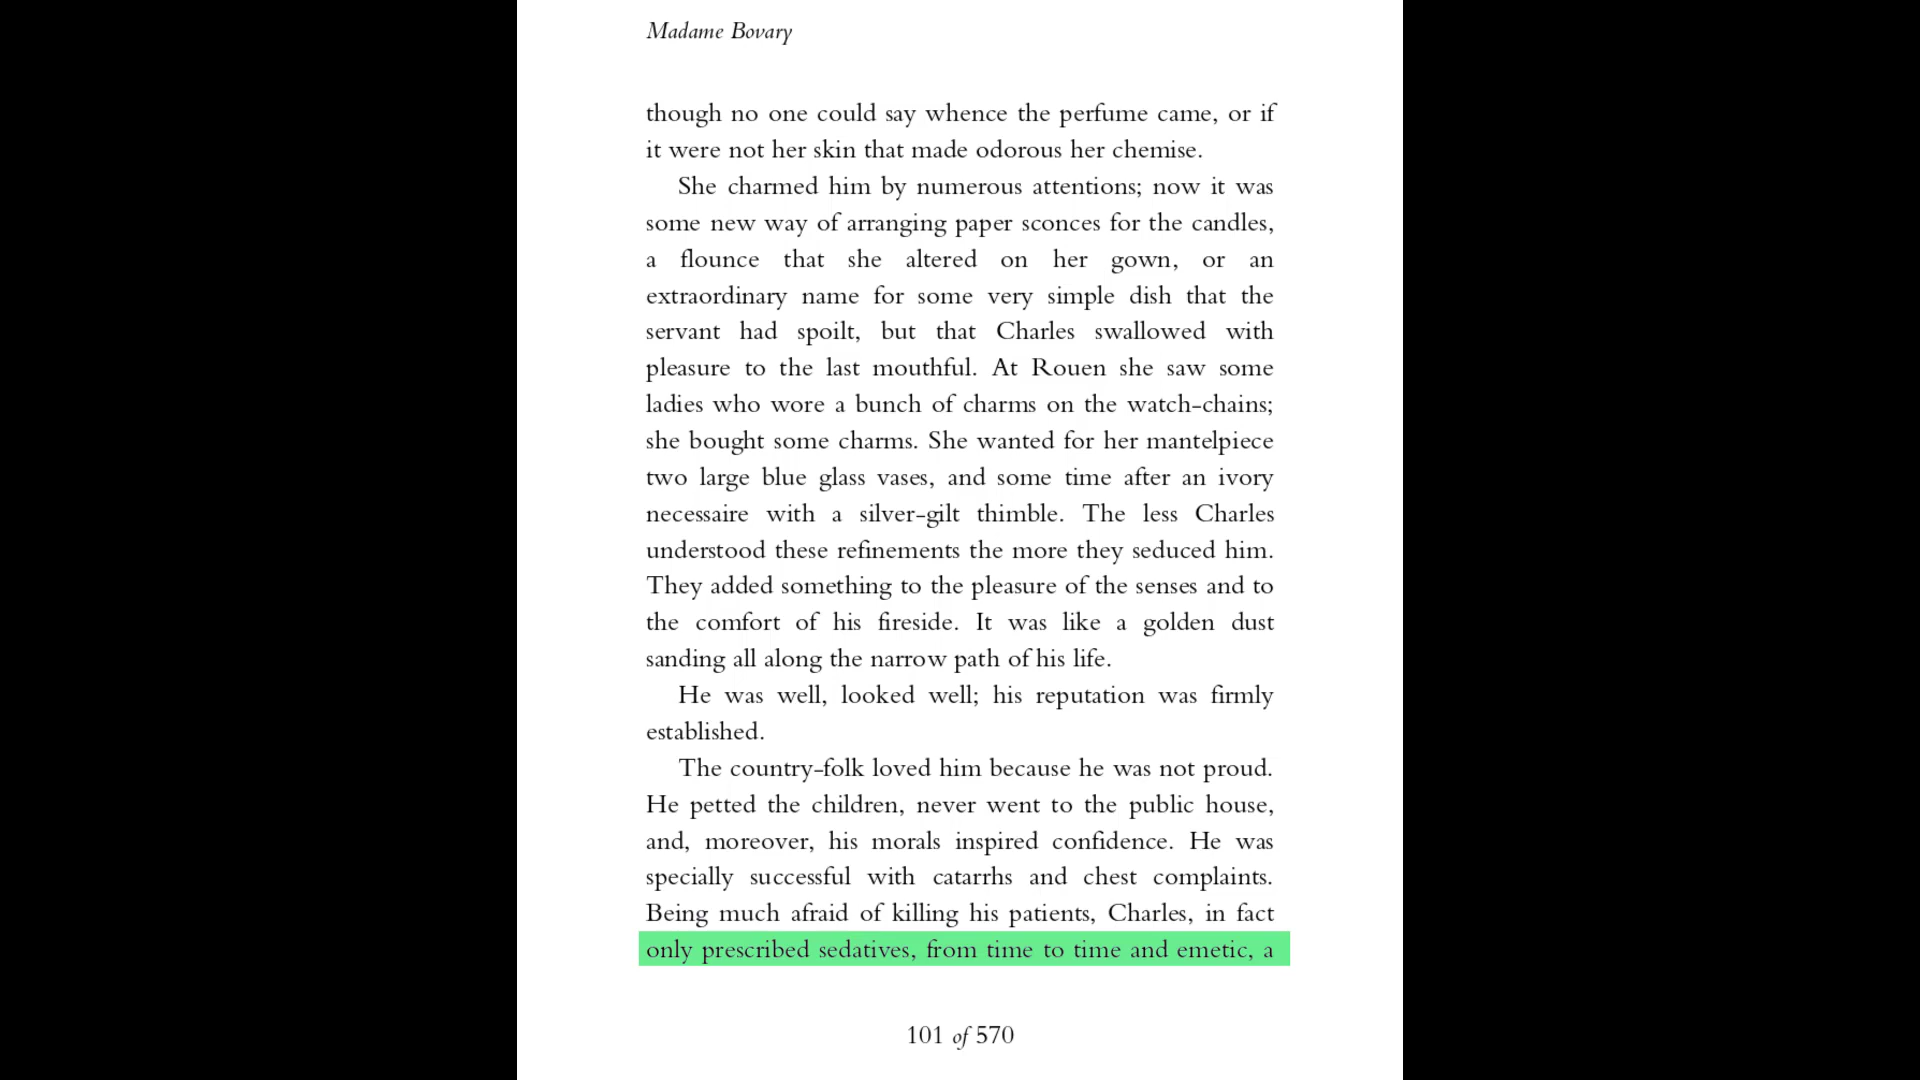 Madame Bovary
though no one could say whence the perfume came, or if
it were not her skin that made odorous her chemise.
She charmed him by numerous attentions; now it was
some new way of arranging paper sconces for the candles,
a flounce that she altered on her gown, or an
extraordinary name for some very simple dish that the
servant had spoilt, but that Charles swallowed with
pleasure to the last mouthful. At Rouen she saw some
ladies who wore a bunch of charms on the watch-chains;
she bought some charms. She wanted for her mantelpiece
two large blue glass vases, and some time after an ivory
necessaire with a silver-gilt thimble. The less Charles
understood these refinements the more they seduced him.
They added something to the pleasure of the senses and to
the comfort of his fireside. It was like a golden dust
sanding all along the narrow path of his life.
He was well, looked well; his reputation was firmly
established.
The country-folk loved him because he was not proud.
He petted the children, never went to the public house,
and, moreover, his morals inspired confidence. He was
specially successful with catarrhs and chest complaints.
Being much afraid of killing his patients, Charles, in fact
only prescribed sedatives, from time to time and emetic, a
101 of 570